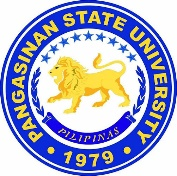 PANGASINAN STATE UNIVERSITY
PILIPINAS
1979